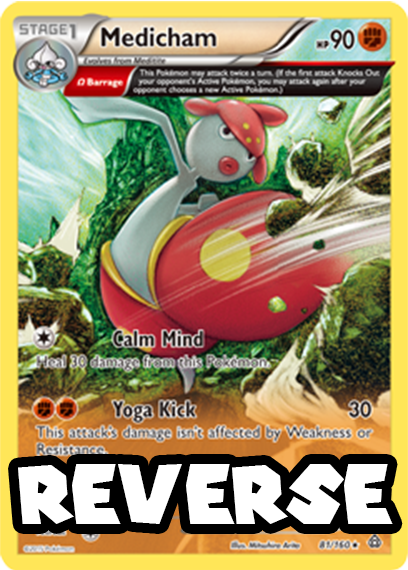 STAGE 1
Medicham
HP 90
Evolves from Meditite
Ω Barrage
This Pokémon may attack twice a turn. (If the first attack Knocks Out
your opponent's Active Pokémon, you may attack again after your
opponent chooses a new Active Pokémon.)
Calm Mind
Heal 30 damage from this Pokémon.
Yoga Kick 30
This attack's damage isn't affected by Weakness or
Resistance.
REVERSE
©2015 Pokémon
Illus. Mitsuhiro Arita
81/160